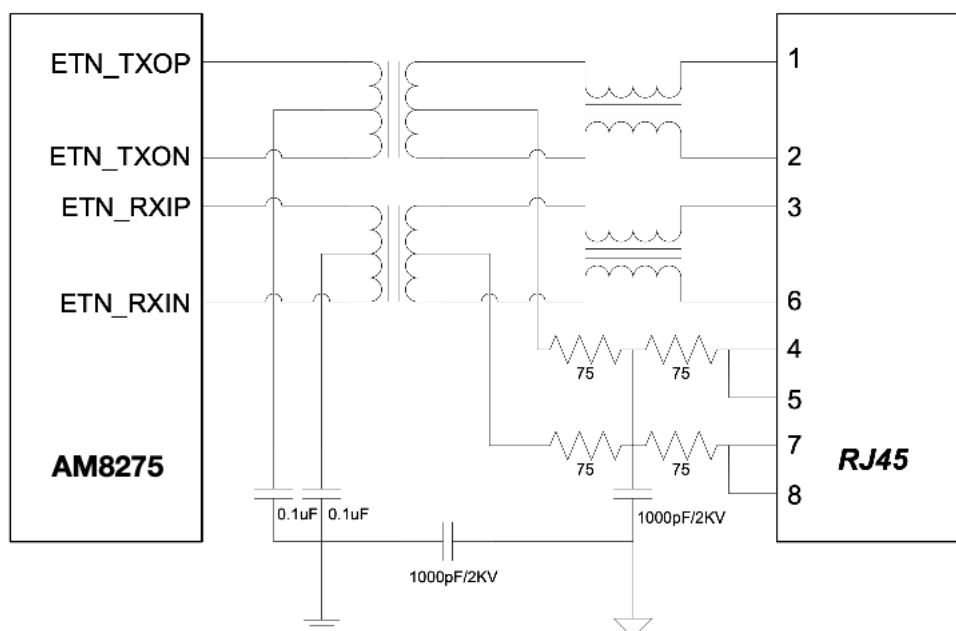 ETN_TXOP
ETN_TXON
ETN_RXIP
ETN_RXIN
AM8275
1
2
3
6
4
5
7
8
RJ45
75
75
75
75
0.1uF
0.1uF
1000pF/2KV
1000pF/2KV